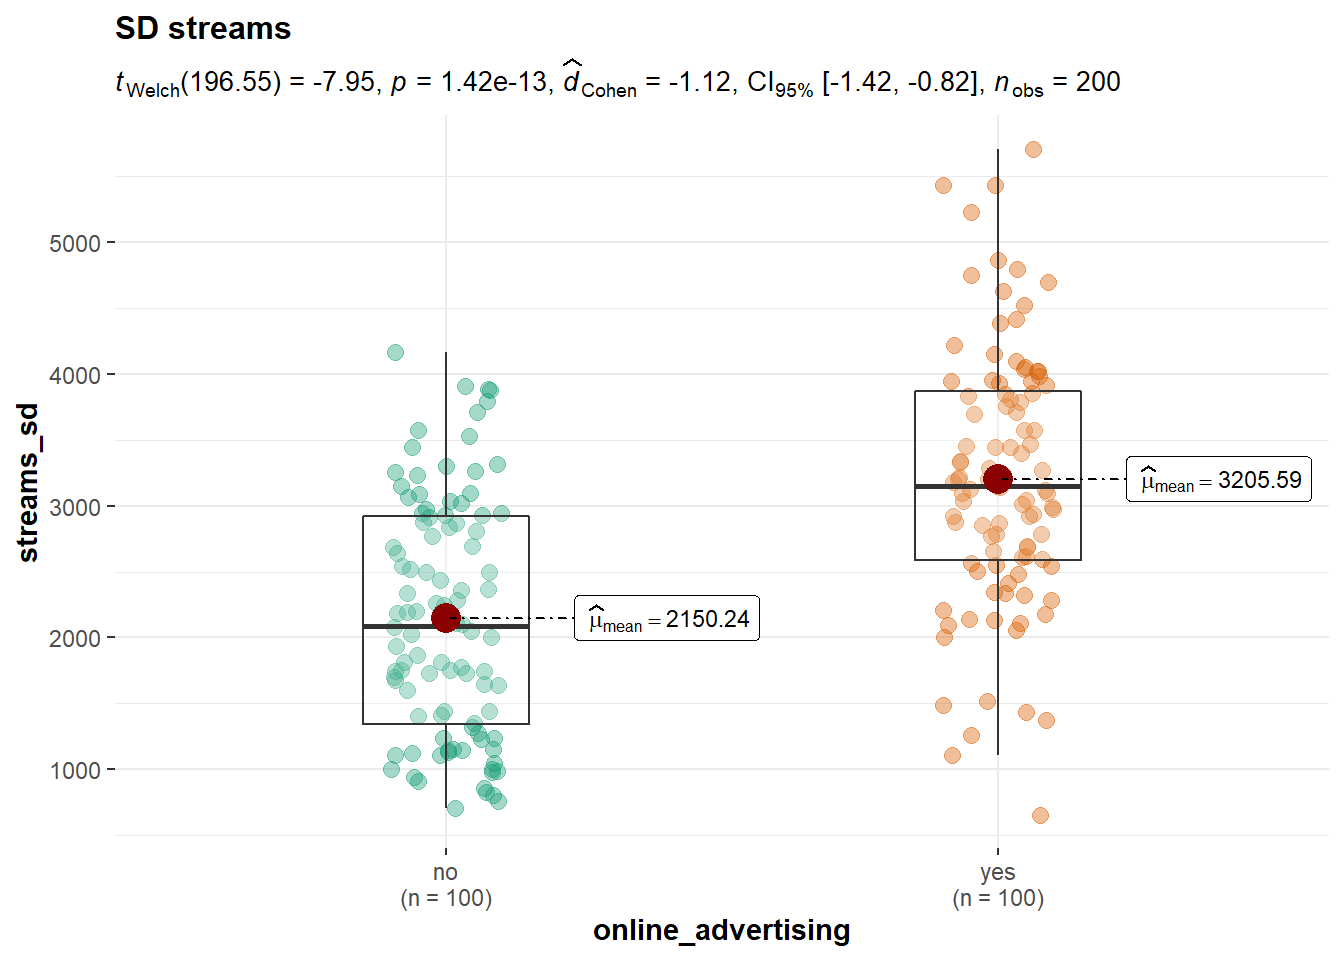 SD streams
tWelch(196.55) = -7.95, p = 1.42e-13, d̂Cohen = -1.12, CI95% [-1.42, -0.82], nobs = 200
5000
4000
3000
2000
1000
streams_sd
μ̂mean = 3205.59
μ̂mean = 2150.24
no
(n = 100)
yes
(n = 100)
online_advertising